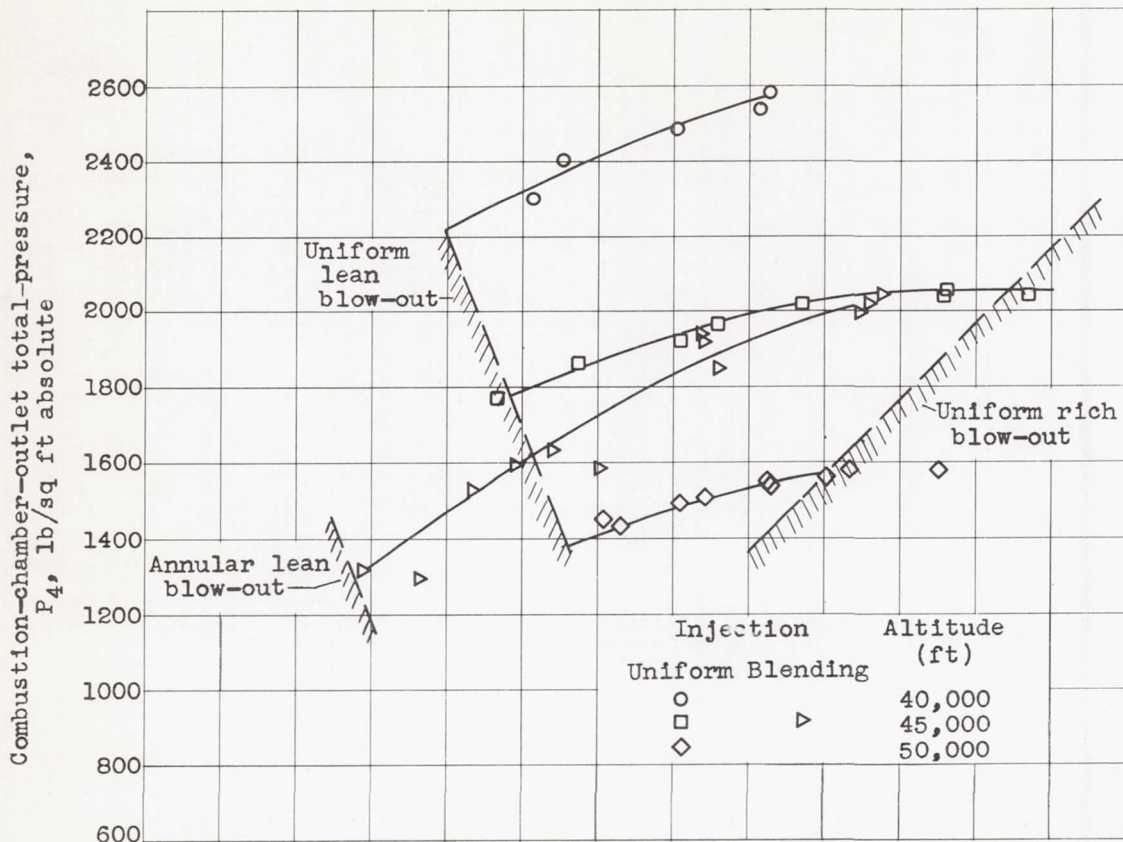 Combustion-chamber-outlet total-pressure,
P4, lb/sq ft absolute
2600
2400
2200
2000
1800
1600
1400
1200
1000
800
600
Uniform
lean
blow-out
Annular lean
blow-out
Uniform rich
blow-out
Injection Altitude
(ft)
Uniform Blending
40,000
45,000
50,000